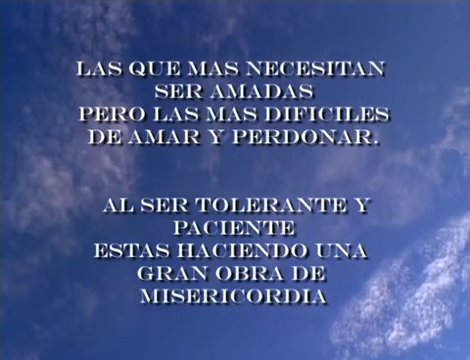 LAS QUE MAS NECESITAN
SER AMADAS
PERO LAS MAS DIFICILES
DE AMAR Y PERDONAR.
AL SER TOLERANTE Y
PACIENTE
ESTAS HACIENDO UNA
GRAN OBRA DE
MISERICORDIA